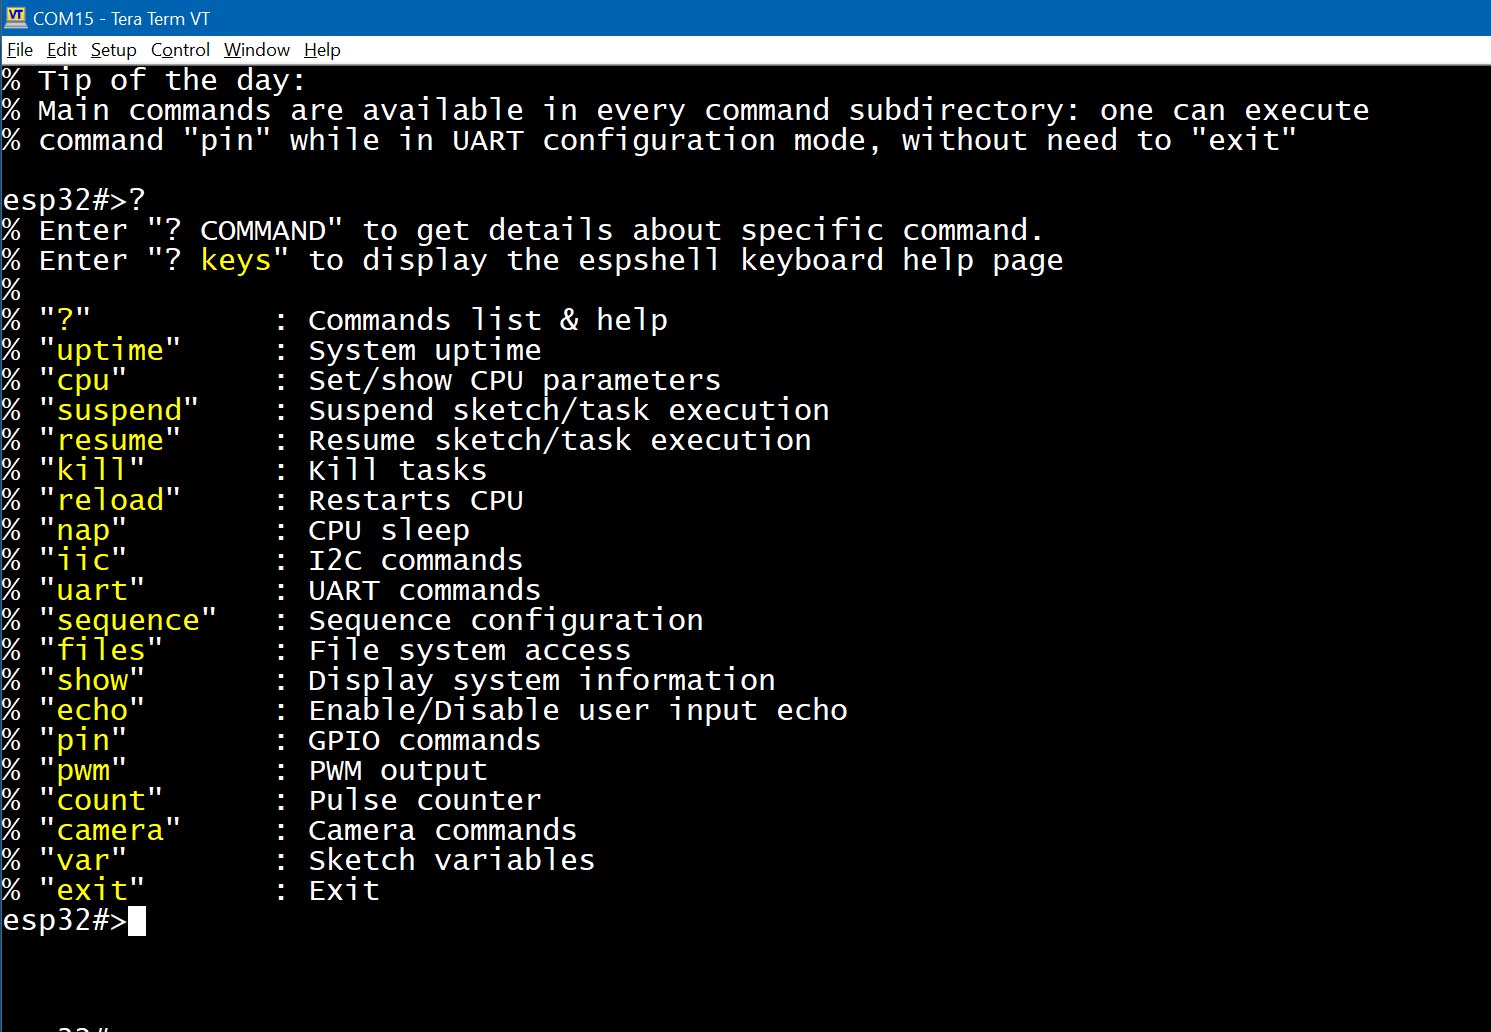 COM15 - Tera Term VT
File Edit Setup Control Window Help
% Tip of the day:
% Main commands are available in every command subdirectory: one can execute
% command "pin" while in UART configuration mode, without need to "exit"
esp32#>?
% Enter "? COMMAND" to get details about specific command.
% Enter "? keys" to display the espshell keyboard help page
%
% "?" : Commands list & help
% "uptime" : System uptime
% "cpu" : Set/show CPU parameters
% "suspend" : Suspend sketch/task execution
% "resume" : Resume sketch/task execution
% "kill" : Kill tasks
% "reload" : Restarts CPU
% "nap" : CPU sleep
% "iic" : I2C commands
% "uart" : UART commands
% "sequence" : Sequence configuration
% "files" : File system access
% "show" : Display system information
% "echo" : Enable/Disable user input echo
% "pin" : GPIO commands
% "pwm" : PWM output
% "count" : Pulse counter
% "camera" : Camera commands
% "var" : Sketch variables
% "exit" : Exit
esp32#>